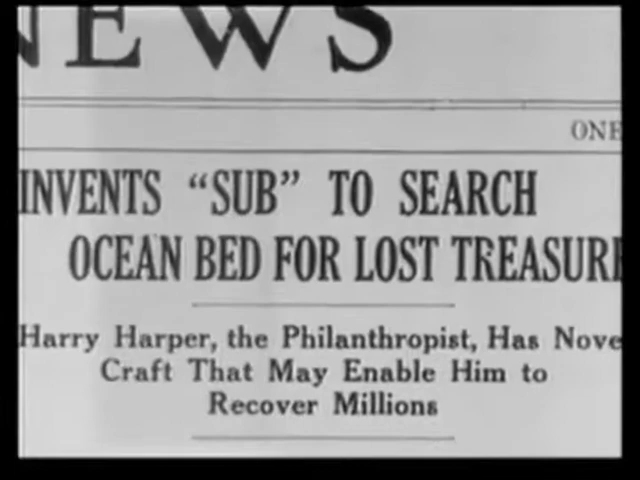 NEWS
ONE
INVENTS "SUB" TO SEARCH
OCEAN BED FOR LOST TREASURE
Harry Harper, the Philanthropist, Has Nove
Craft That May Enable Him to
Recover Millions